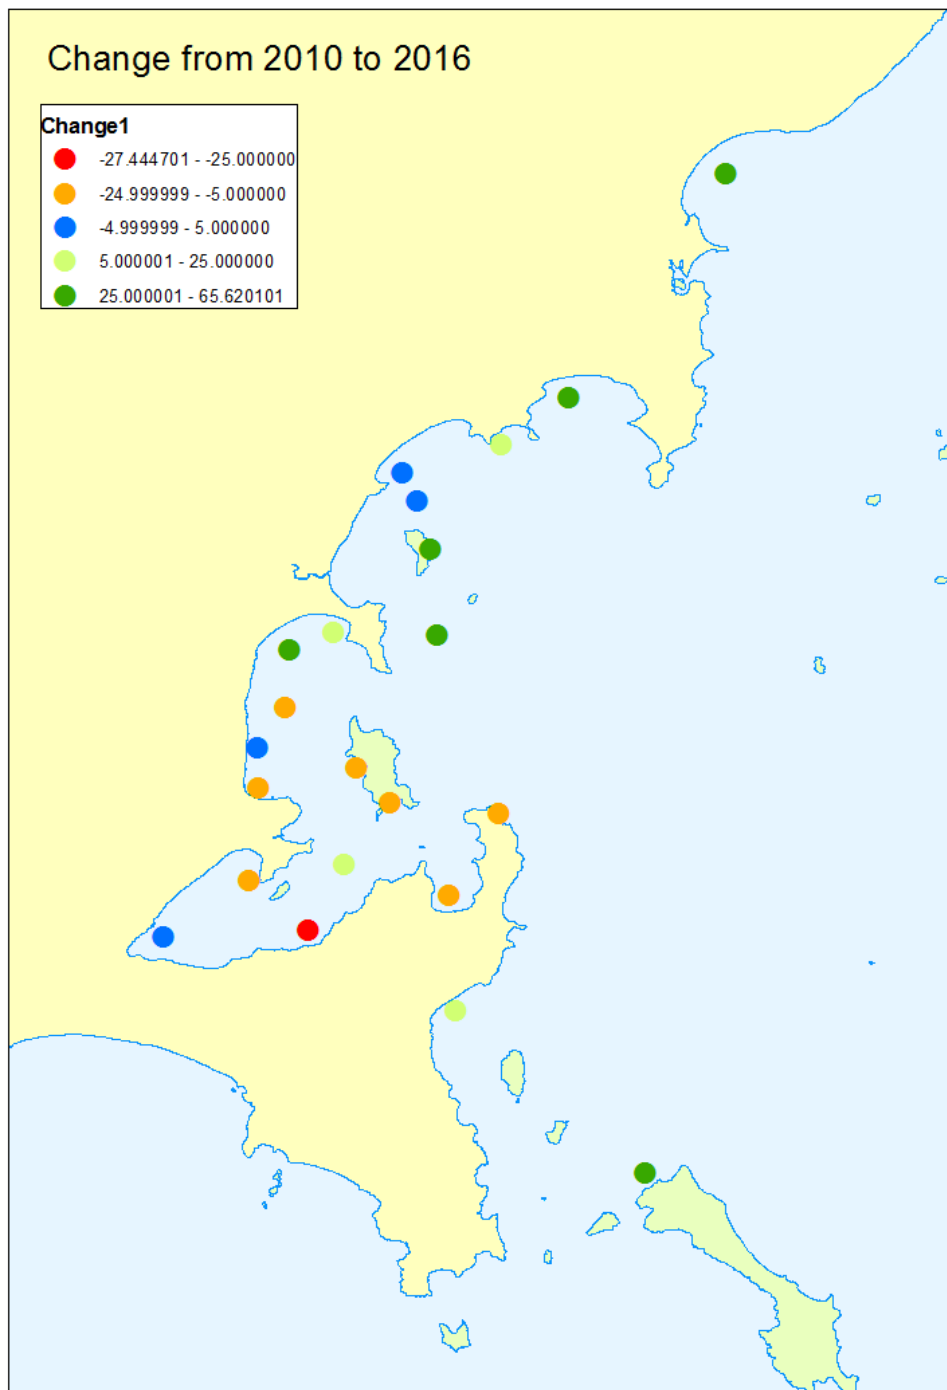 Change from 2010 to 2016
Change1
-27.444701 - -25.000000
-24.999999 - -5.000000
-4.999999 - 5.000000
5.000001 - 25.000000
25.000001 - 65.620101